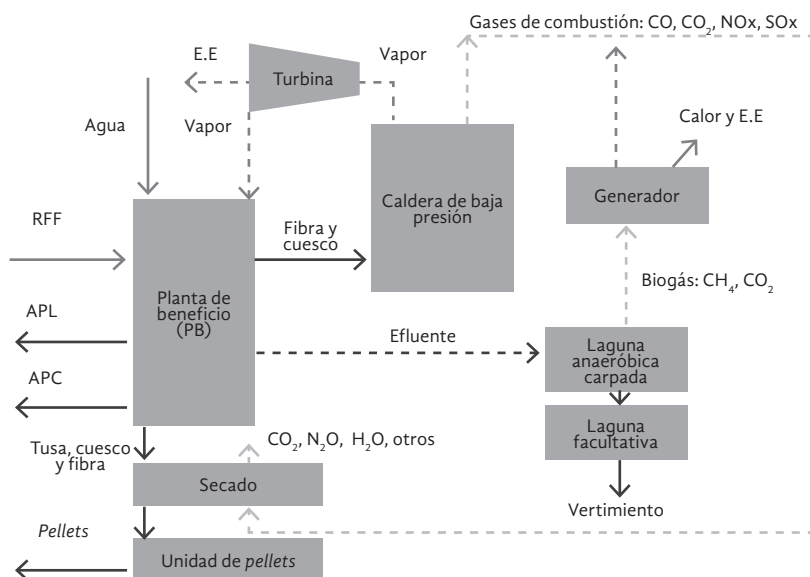 Gases de combustión: CO, CO₂, NOx, SOx
E.E
Turbina
Vapor
Agua
Vapor
Calor y E.E
Caldera de baja
presión
Generador
RFF
Fibra y
cuesco
Planta de
beneficio
(PB)
Biogás: CH₄, CO₂
APL
Efluente
Laguna
anaeróbica
carpada
APC
Laguna
facultativa
Tusa, cuesco
y fibra
CO₂, N₂O, H₂O, otros
Secado
Vertimiento
Pellets
Unidad de pellets